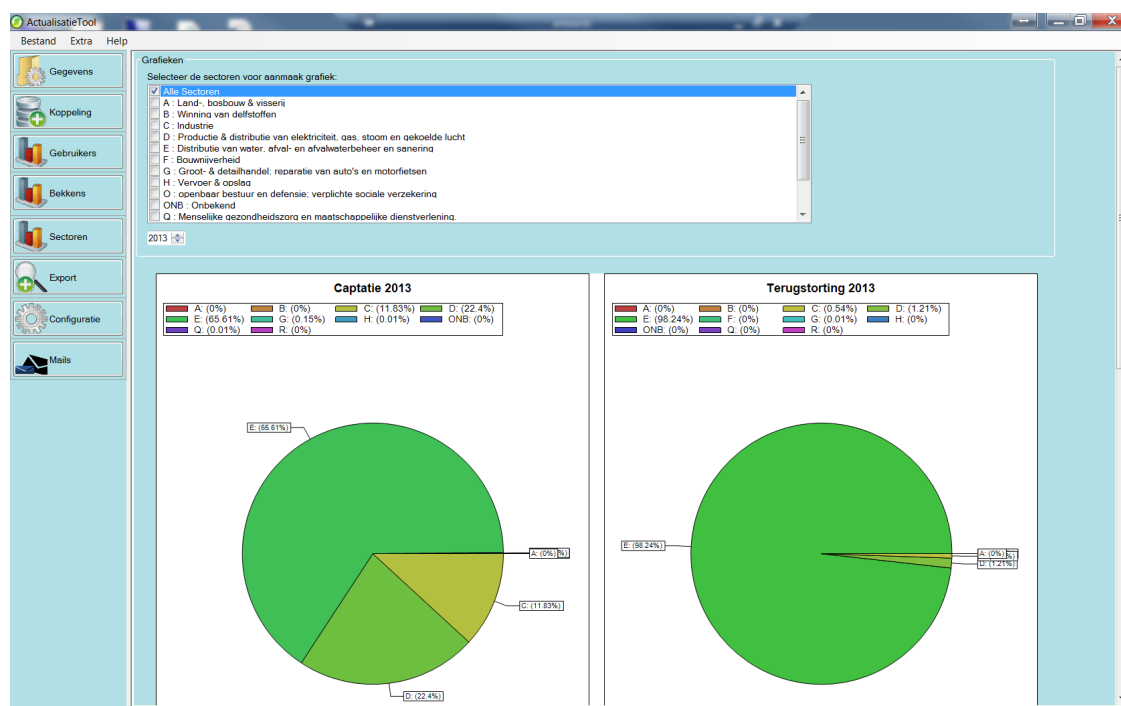 ActualisatieTool
Bestand Extra Help
Gegevens
Koppeling
Gebruikers
Bekkens
Sectoren
Export
Configuratie
Mails
Grafieken
Selecteer de sectoren voor aanmaak grafiek:
Alle Sectoren
A : Land-, bosbouw & visserij
B : Winning van delfstoffen
C : Industrie
D : Productie & distributie van elektriciteit, gas, stoom en gekoelde lucht
E : Distributie van water, afval- en afvalwaterbeheer en sanering
F : Bouwnijverheid
G : Groot- & detailhandel; reparatie van auto's en motorfietsen
H : Vervoer & opslag
O : openbaar bestuur en defensie; verplichte sociale verzekering
ONB : Onbekend
Q : Menselijke gezondheidszorg en maatschappelijke dienstverlening.
2013
Captatie 2013
A: (0%) B: (0%) C: (11.83%) D: (22.4%)
E: (65.61%) G: (0.15%) H: (0.01%) ONB: (0%)
Q: (0.01%) R: (0%)
E: (65.61%)
A: (0%) %)
C: (11.83%)
D: (22.4%)
Terugstorting 2013
A: (0%) B: (0%) C: (0.54%) D: (1.21%)
E: (98.24%) F: (0%) G: (0.01%) H: (0%)
ONB: (0%) Q: (0%) R: (0%)
E: (98.24%)
A: (0%)
%)
D: (1.21%)